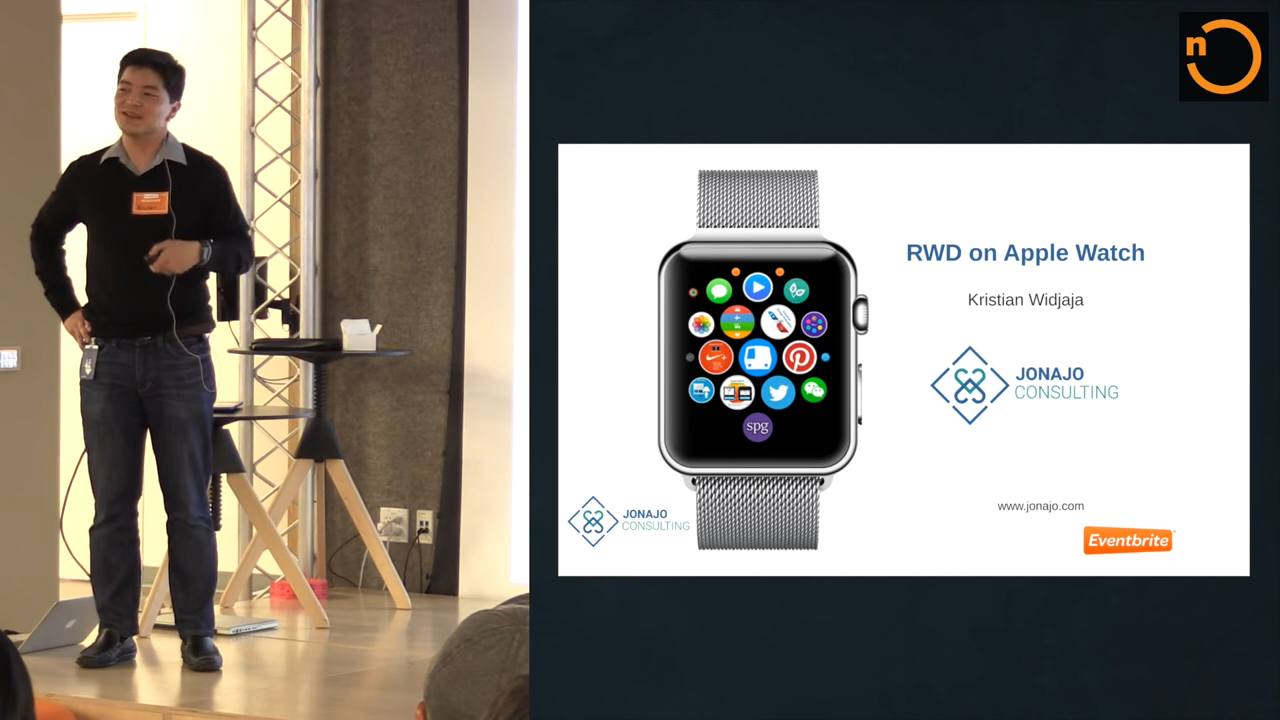 n
RWD on Apple Watch
Kristian Widjaja
JONAJO
CONSULTING
spg
www.jonajo.com
JONAJO
CONSULTING
Eventbrite